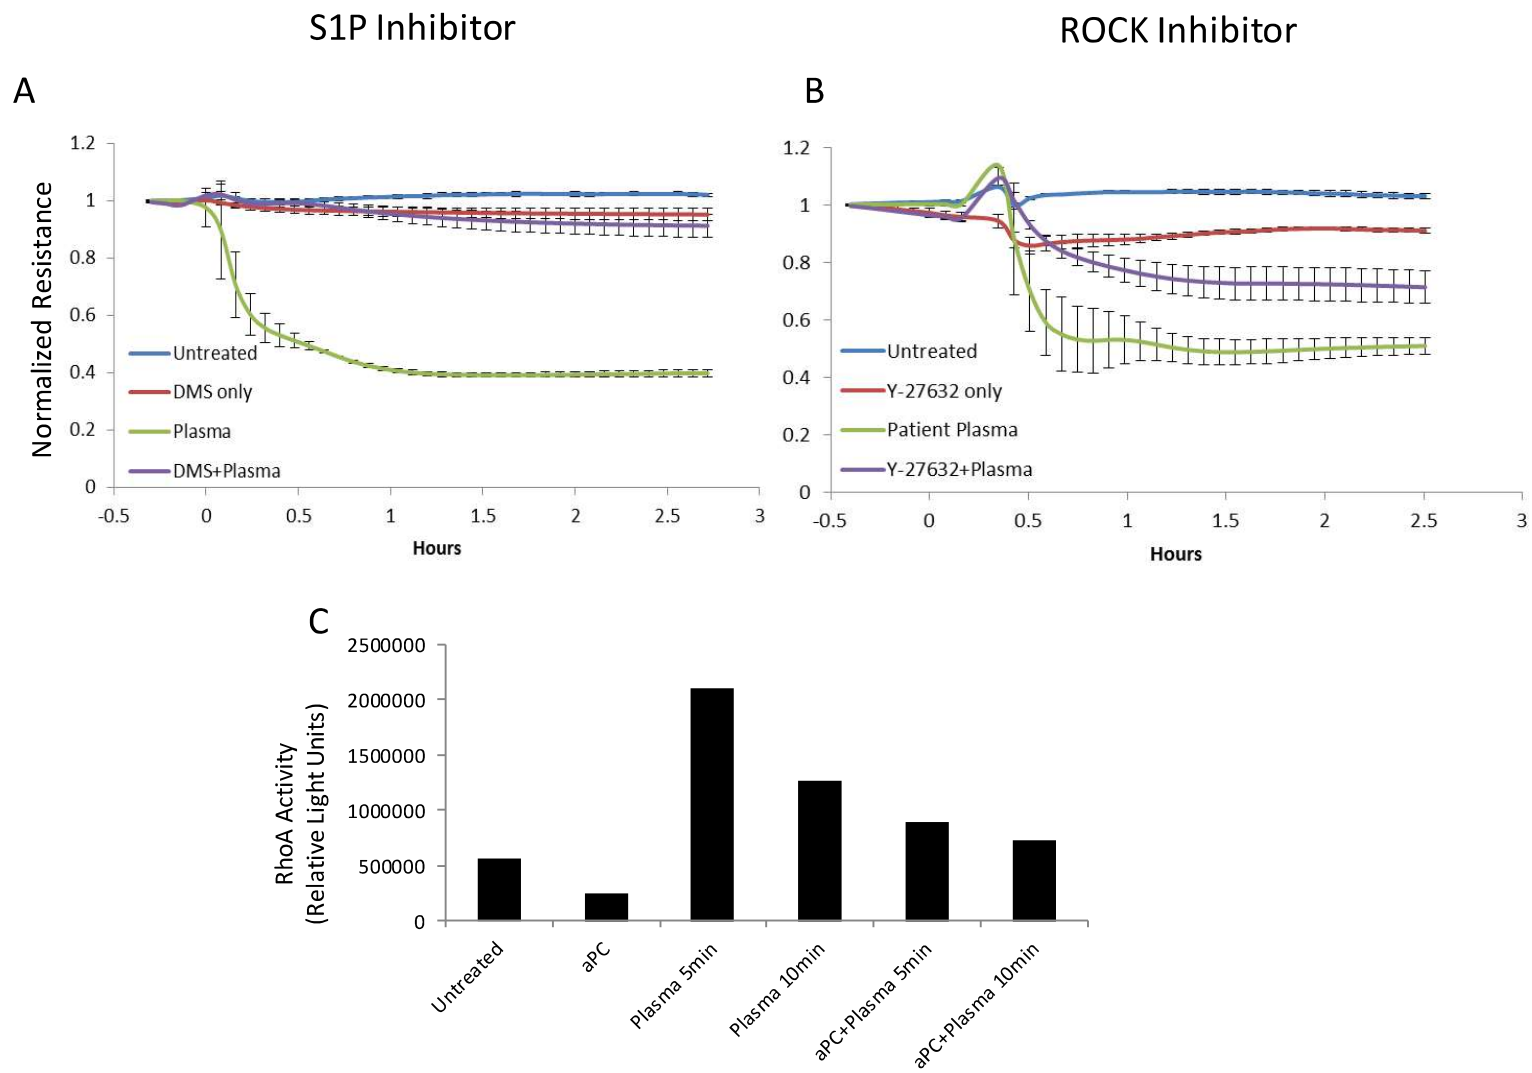 S1P Inhibitor
ROCK Inhibitor
A
B
Normalized Resistance
1.2
1
0.8
0.6
0.4
0.2
0
-0.5
0
0.5
1
1.5
2
2.5
3
Hours
Untreated
DMS only
Plasma
DMS+Plasma
1.2
1
0.8
0.6
0.4
0.2
0
-0.5
0
0.5
1
1.5
2
2.5
3
Hours
Untreated
Y-27632 only
Patient Plasma
Y-27632+Plasma
C
RhoA Activity
(Relative Light Units)
2500000
2000000
1500000
1000000
500000
0
Untreated
aPC
Plasma 5min
Plasma 10min
aPC+Plasma 5min
aPC+Plasma 10min